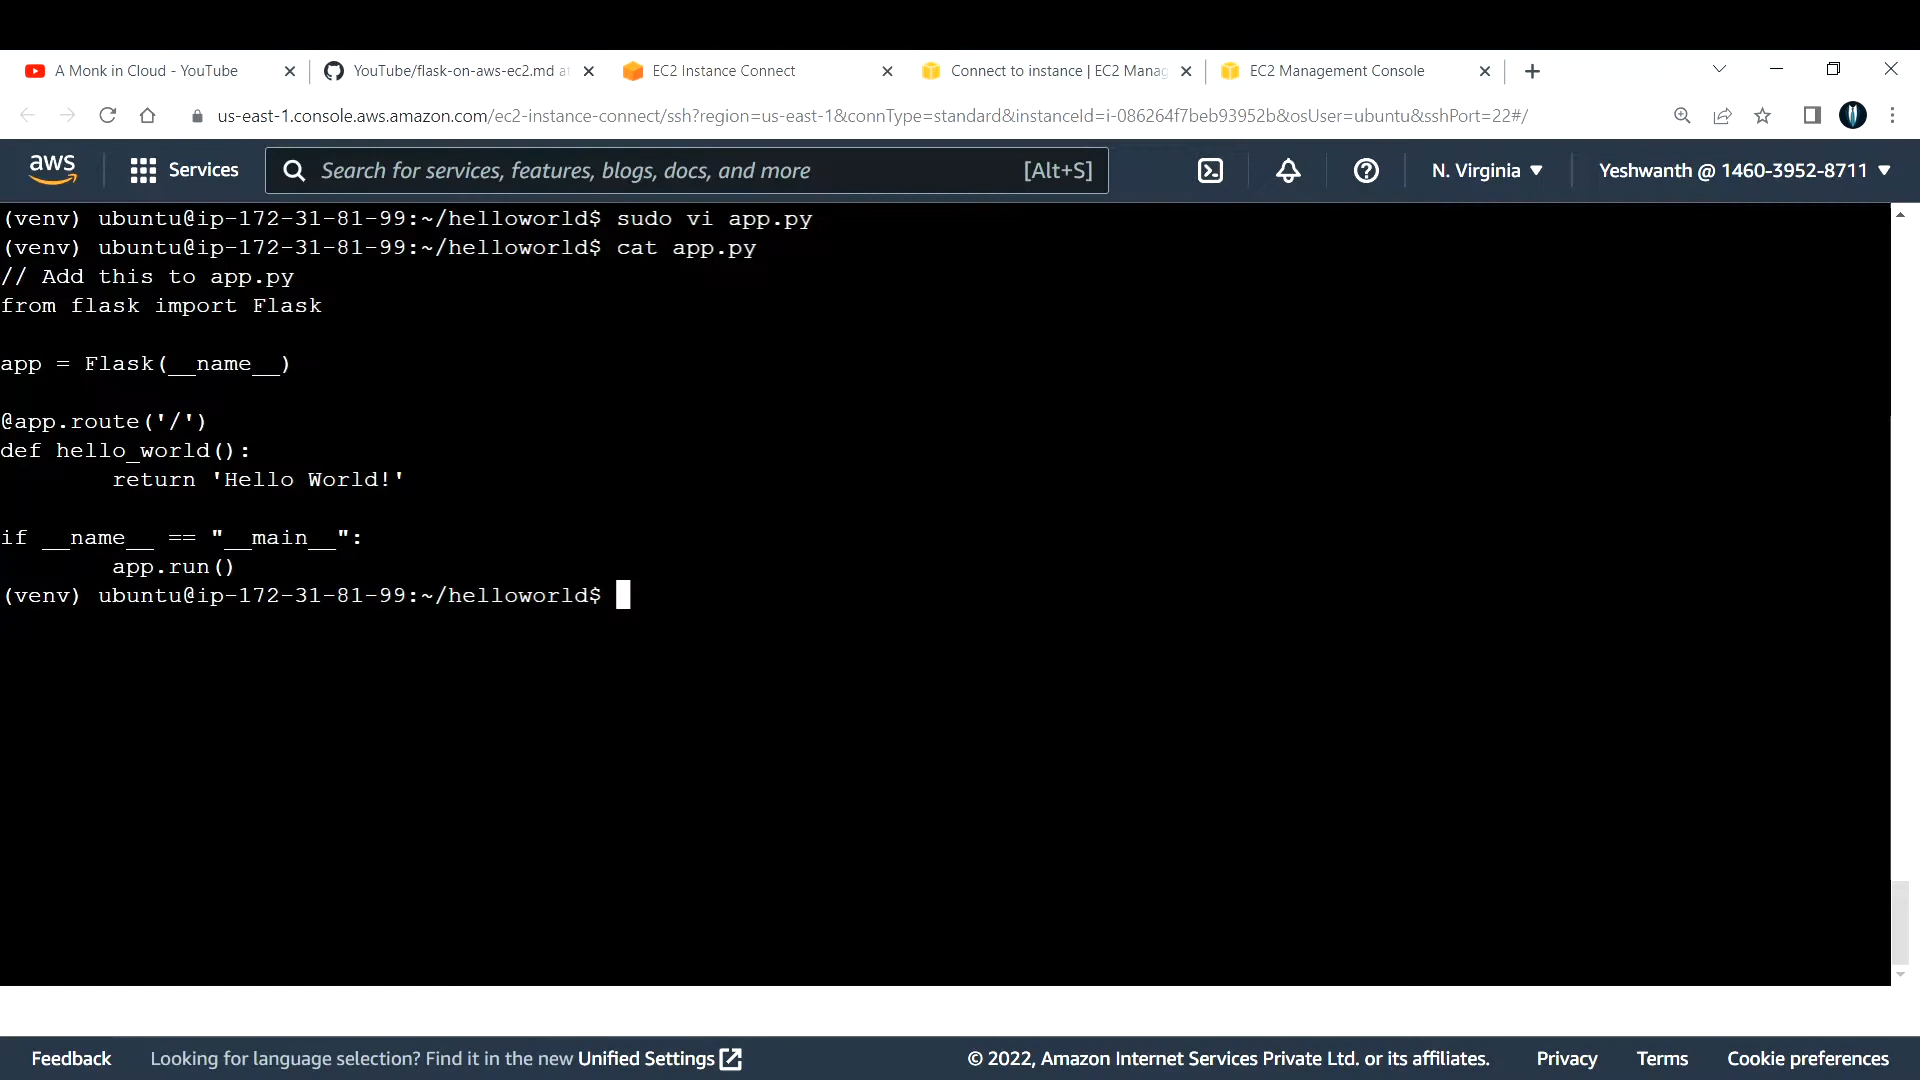 A Monk in Cloud - YouTube
YouTube/flask-on-aws-ec2.md at
EC2 Instance Connect
Connect to instance | EC2 Manag
EC2 Management Console
us-east-1.console.aws.amazon.com/ec2-instance-connect/ssh?region=us-east-1&connType=standard&instanceId=i-086264f7beb93952b&osUser=ubuntu&sshPort=22#/
aws
Services
Search for services, features, blogs, docs, and more
[Alt+S]
N. Virginia
Yeshwanth @ 1460-3952-8711
(venv) ubuntu@ip-172-31-81-99:~/helloworld$ sudo vi app.py
(venv) ubuntu@ip-172-31-81-99:~/helloworld$ cat app.py
// Add this to app.py
from flask import Flask
app = Flask(__name__)
@app.route('/')
def hello_world():
return 'Hello World!'
if __name__ == "__main__":
app.run()
(venv) ubuntu@ip-172-31-81-99:~/helloworld$
Feedback
Looking for language selection? Find it in the new Unified Settings
© 2022, Amazon Internet Services Private Ltd. or its affiliates.
Privacy
Terms
Cookie preferences